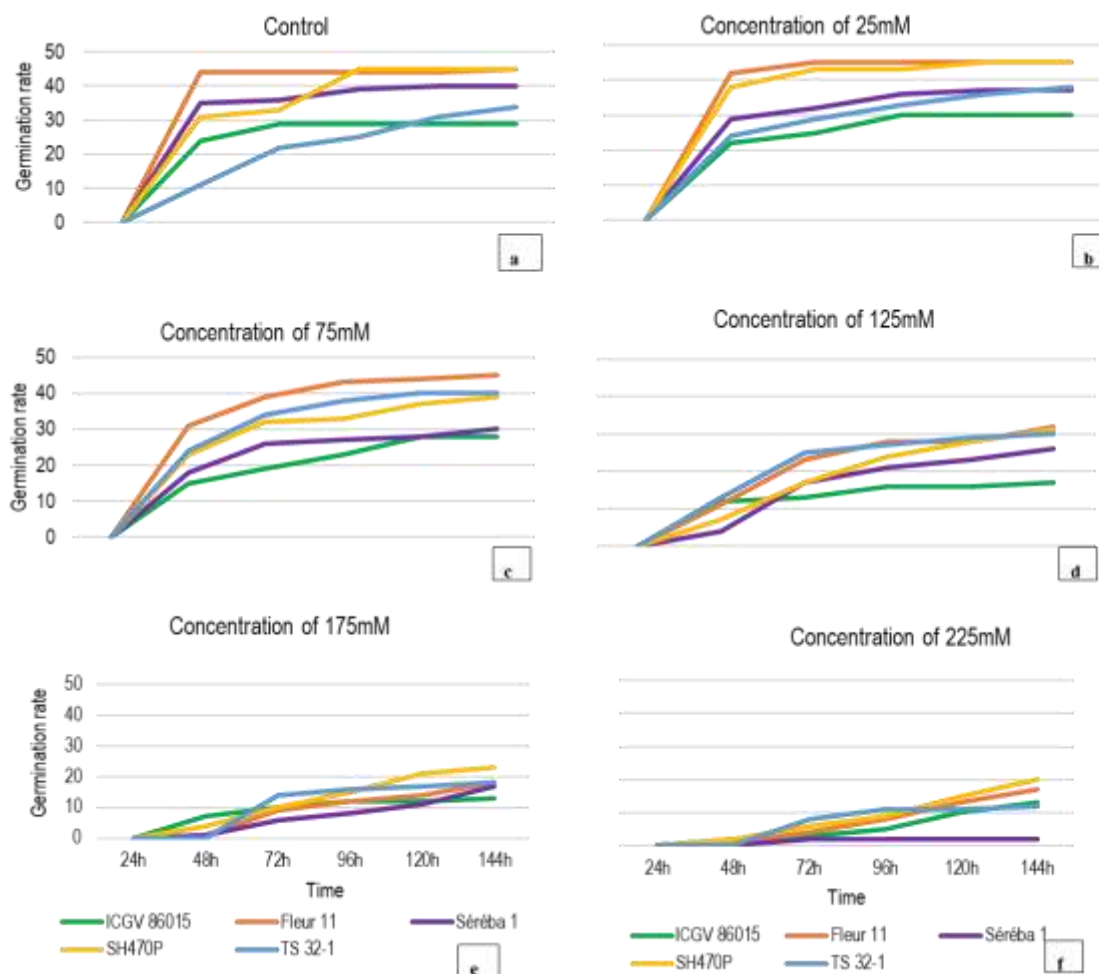 Control
Germination rate
50
40
30
20
10
0
a
Concentration of 25mM
b
Concentration of 75mM
Germination rate
50
40
30
20
10
0
c
Concentration of 125mM
d
Concentration of 175mM
Germination rate
50
40
30
20
10
0
24h 48h 72h 96h 120h 144h
Time
ICGV 86015 Fleur 11 Séréba 1
SH470P TS 32-1
e
Concentration of 225mM
24h 48h 72h 96h 120h 144h
Time
ICGV 86015 Fleur 11 Séréba 1
SH470P TS 32-1
f